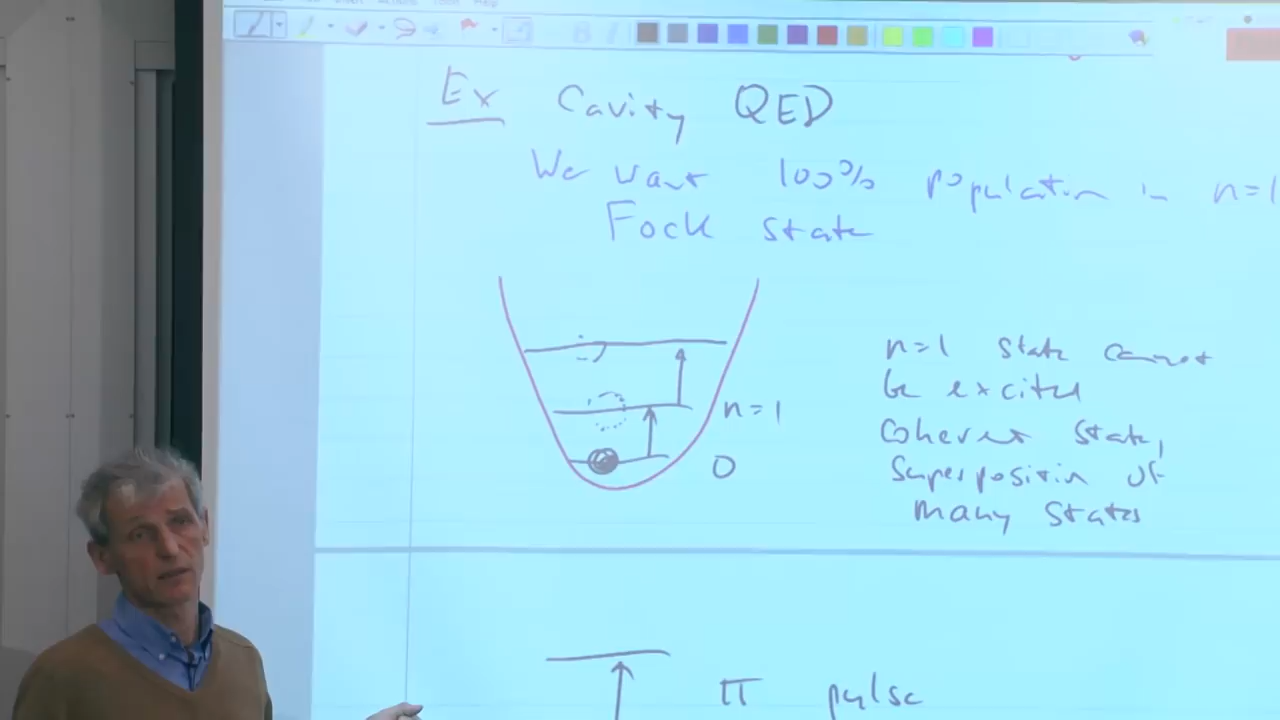 Ex Cavity QED
We want 100% population in n=1
Fock state
n=1 state cannot
be excited
n=1
coherent state,
0
superposition of
many states
π pulse